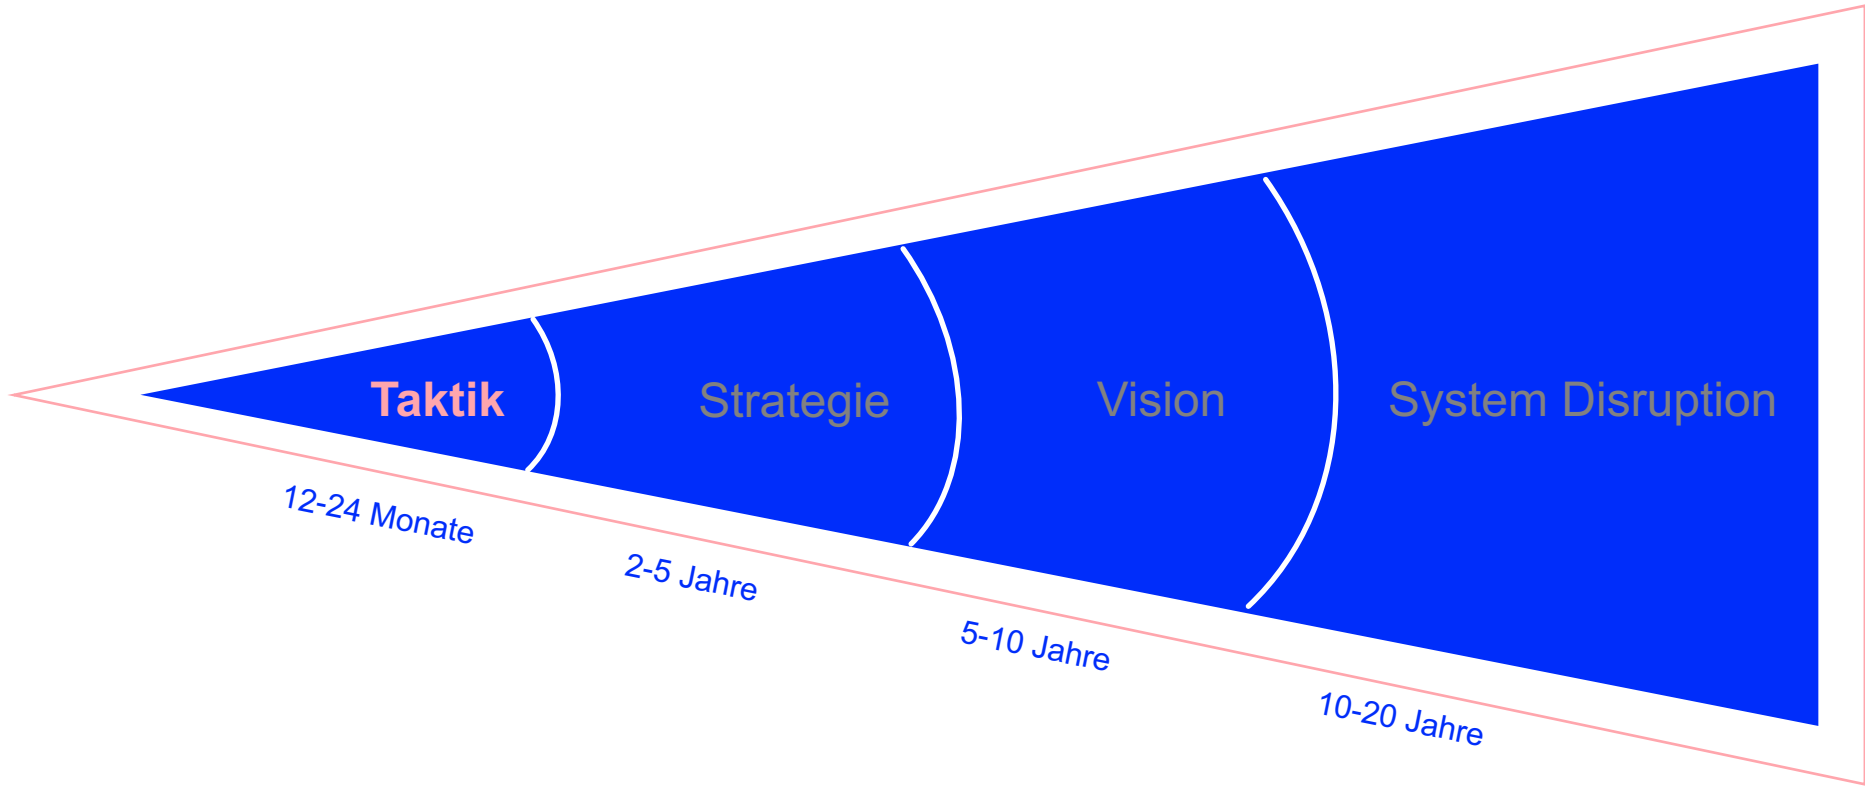 Taktik
Strategie
Vision
System Disruption
12-24 Monate
2-5 Jahre
5-10 Jahre
10-20 Jahre